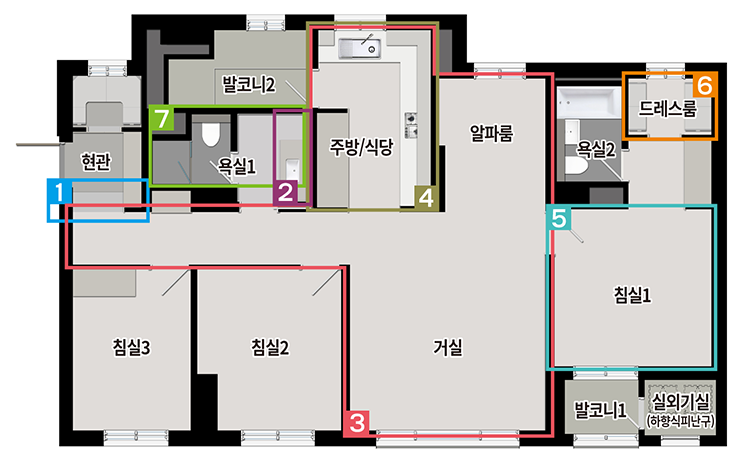 발코니2
6
드레스룸
7
알파룸
주방/식당
욕실2
현관
욕실1
1
2
4
5
침실1
침실3
침실2
거실
발코니1
실외기실
(하향식피난구)
3